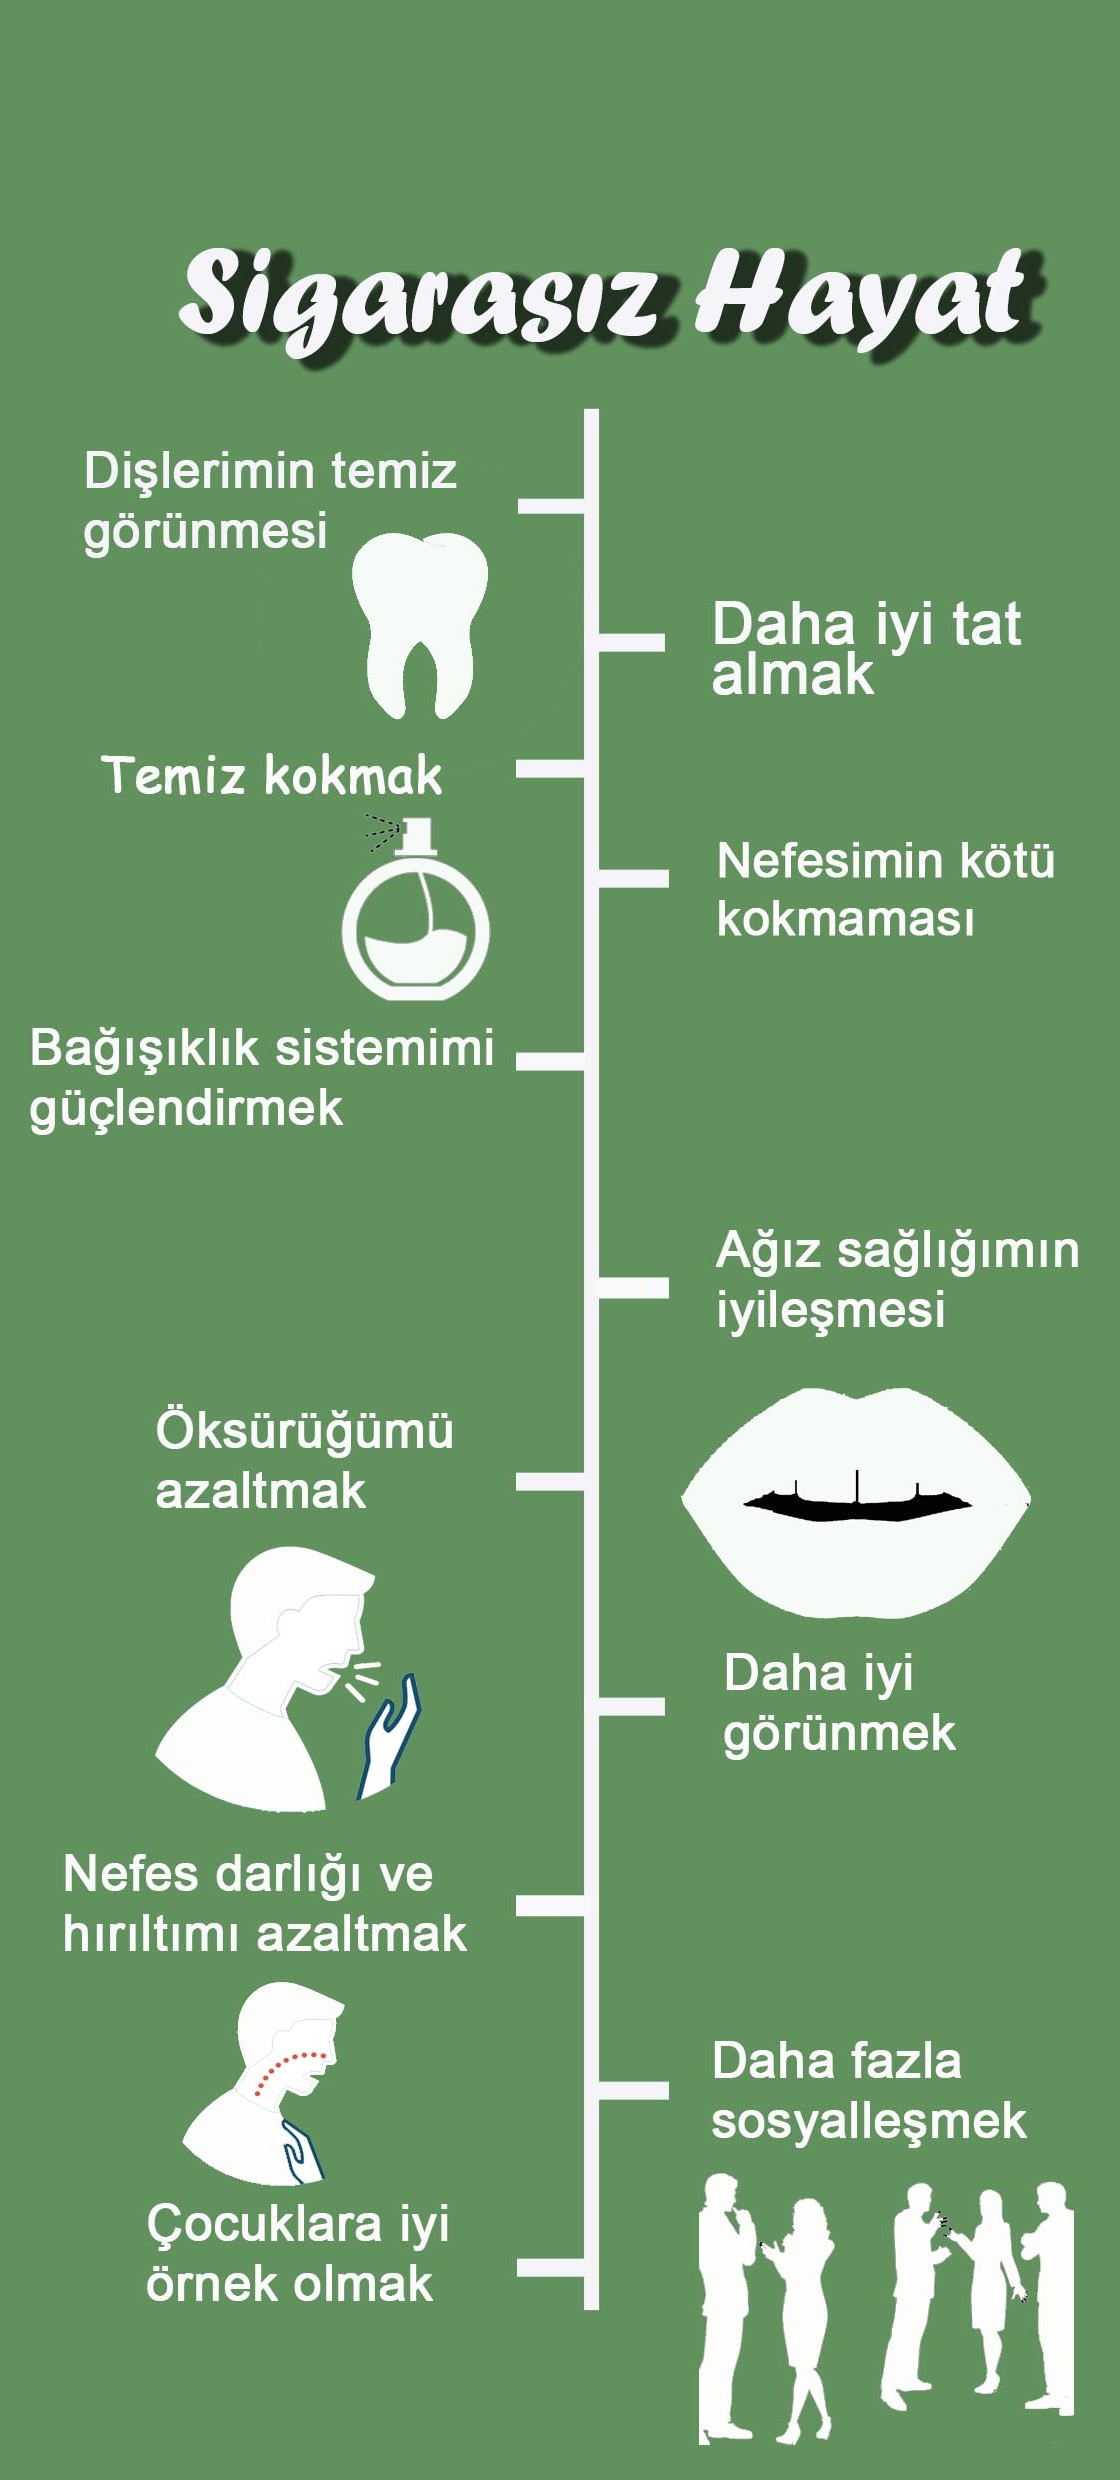 Sigarasız Hayat
Dişlerimin temiz
görünmesi
Daha iyi tat
almak
Temiz kokmak
Nefesimin kötü
kokmaması
Bağışıklık sistemimi
güçlendirmek
Ağız sağlığımın
iyileşmesi
Öksürüğümü
azaltmak
Daha iyi
görünmek
Nefes darlığı ve
hırıltımı azaltmak
Daha fazla
sosyalleşmek
Çocuklara iyi
örnek olmak